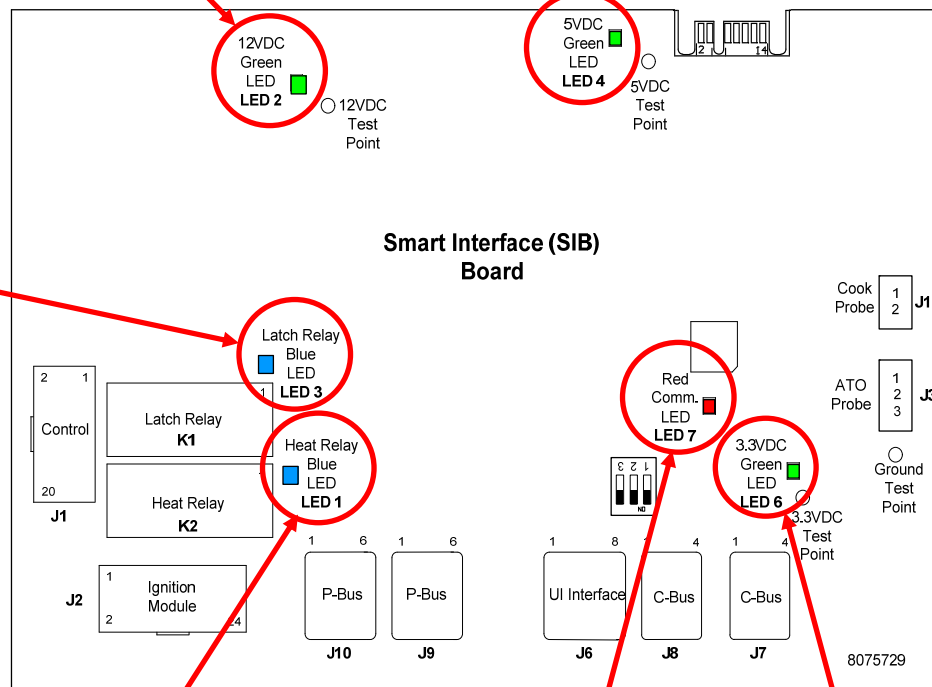 12VDC
Green
LED
LED 2
12VDC
Test
Point
5VDC
Green
LED
LED 4
5VDC
Test
Point
2
14
Smart Interface (SIB)
Board
Cook
Probe
1
2
J1
Latch Relay
Blue
LED
LED 3
2 1
Control
20
J1
1
Latch Relay
K1
Heat Relay
Blue
LED
LED 1
Heat Relay
K2
Red
Comm.
LED
LED 7
3.3VDC
Green
LED
LED 6
3.3VDC
Test
Point
ATO
Probe
1
2
3
J3
Ground
Test
Point
3 2 1
ON
1
Ignition
Module
2
24
J2
1 6
P-Bus
J10
1 6
P-Bus
J9
1 8
UI Interface
J6
4
C-Bus
J8
1 4
C-Bus
J7
8075729